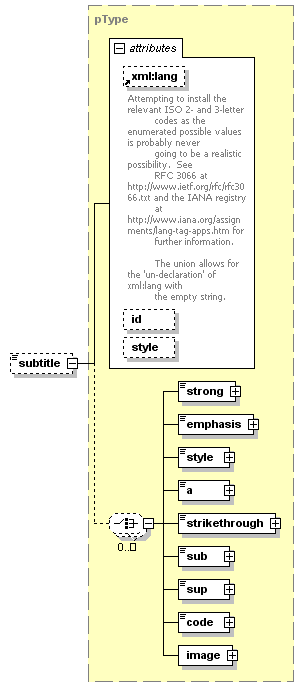 pType
attributes
xml:lang
Attempting to install the
relevant ISO 2- and 3-letter
codes as the
enumerated possible values
is probably never
going to be a realistic
possibility. See
RFC 3066 at
http://www.ietf.org/rfc/rfc30
66.txt and the IANA registry
at
http://www.iana.org/assign
ments/lang-tag-apps.htm for
further information.
The union allows for
the 'un-declaration' of
xml:lang with
the empty string.
id
style
subtitle
strong
emphasis
style
a
strikethrough
0..
sub
sup
code
image